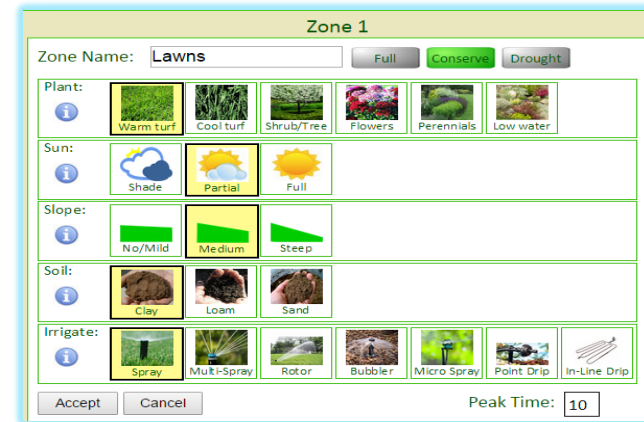 Zone 1
Zone Name: Lawns Full Conserve Drought
Plant:
Warm turf Cool turf Shrub/Tree Flowers Perennials Low water
Sun:
Shade Partial Full
Slope:
No/Mild Medium Steep
Soil:
Clay Loam Sand
Irrigate:
Spray Multi-Spray Rotor Bubbler Micro Spray Point Drip In-Line Drip
Accept Cancel Peak Time: 10